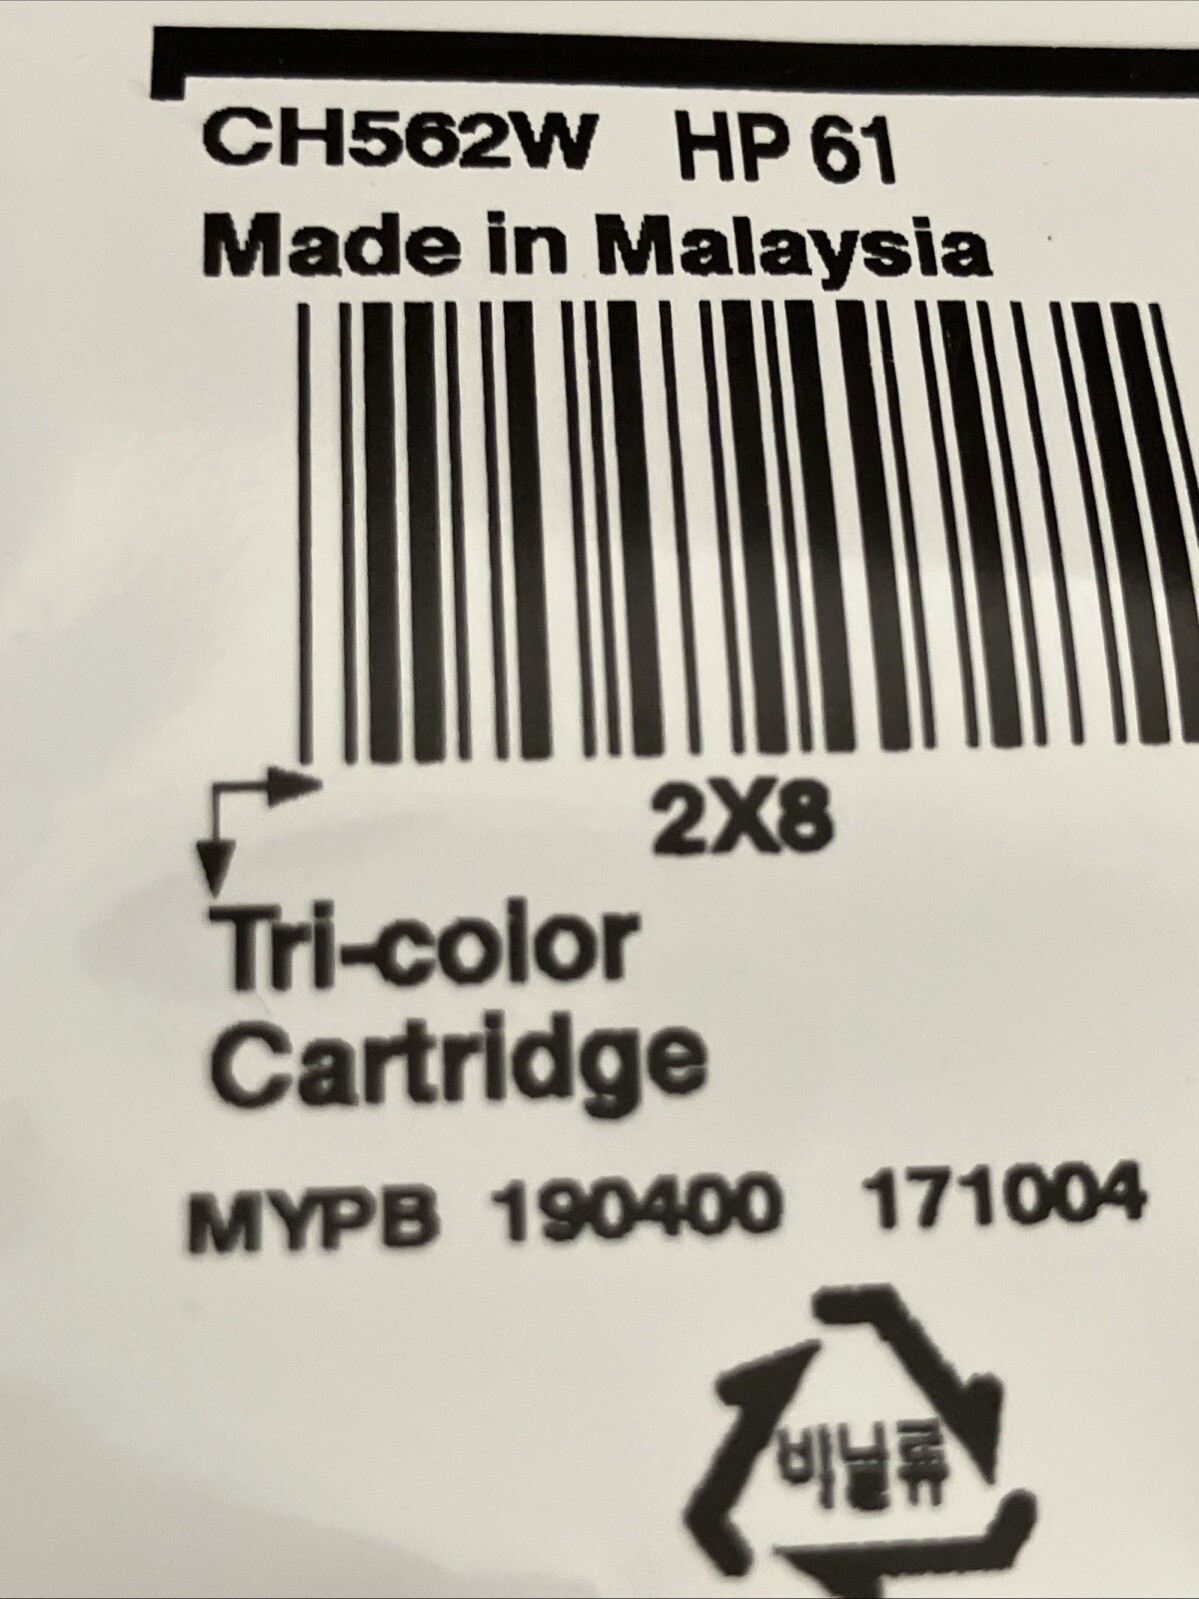 CH562W HP 61
Made in Malaysia
2X8
Tri-color
Cartridge
MYPB 190400 171004
비닐류